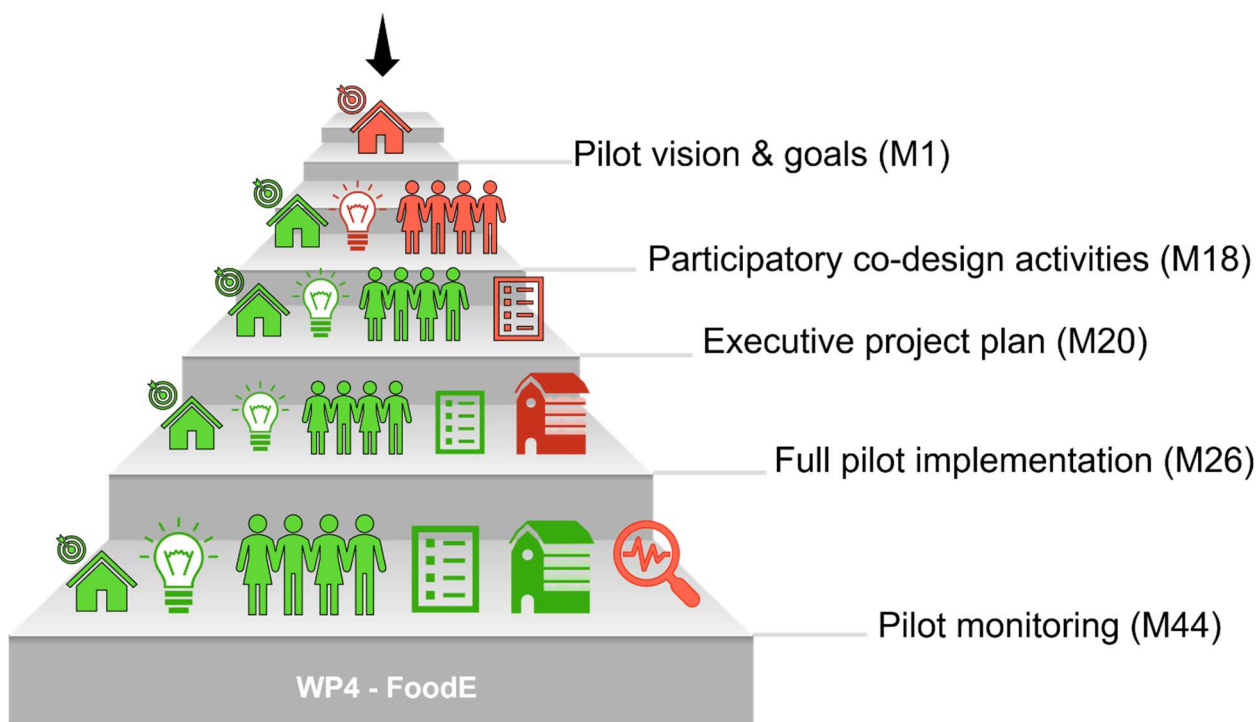 Pilot vision & goals (M1)
Participatory co-design activities (M18)
Executive project plan (M20)
Full pilot implementation (M26)
Pilot monitoring (M44)
WP4 - FoodE